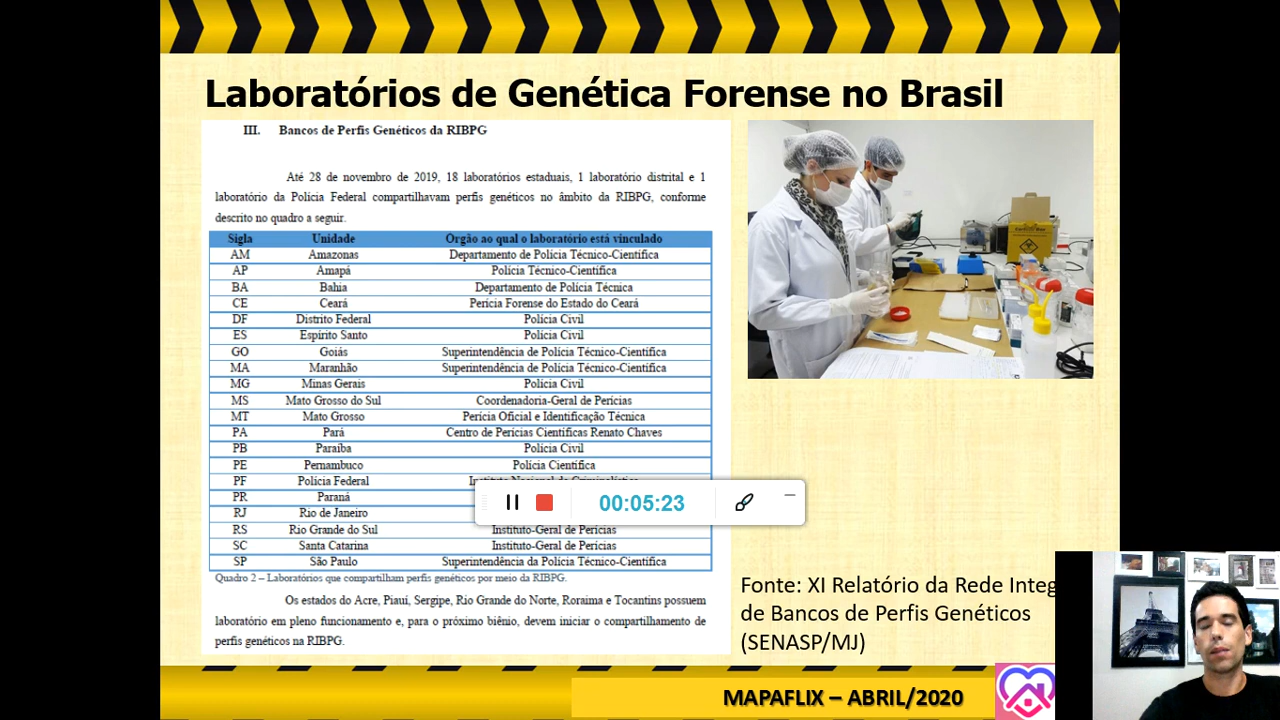 Laboratórios de Genética Forense no Brasil
III. Bancos de Perfis Genéticos da RIBPG
Até 28 de novembro de 2019, 18 laboratórios estaduais, 1 laboratório distrital e 1
laboratório da Polícia Federal compartilhavam perfis genéticos no âmbito da RIBPG, conforme
descrito no quadro a seguir.
Sigla Unidade Orgão ao qual o laboratório está vinculado
AM Amazonas Departamento de Polícia Técnico-Científica
AP Amapá Polícia Técnico-Científica
BA Bahia Departamento de Polícia Técnica
CE Ceará Perícia Forense do Estado do Ceará
DF Distrito Federal Polícia Civil
ES Espírito Santo Polícia Civil
GO Goiás Superintendência de Polícia Técnico-Científica
MA Maranhão Superintendência de Polícia Técnico-Científica
MG Minas Gerais Polícia Civil
MS Mato Grosso do Sul Coordenadoria-Geral de Perícias
MT Mato Grosso Perícia Oficial e Identificação Técnica
PA Pará Centro de Perícias Científicas Renato Chaves
PB Paraíba Polícia Civil
PE Pernambuco Polícia Científica
PF Polícia Federal Instituto Nacional de Criminalística
PR Paraná
RJ Rio de Janeiro
RS Rio Grande do Sul Instituto-Geral de Perícias
SC Santa Catarina Instituto-Geral de Perícias
SP São Paulo Superintendência da Polícia Técnico-Científica
Quadro 2 – Laboratórios que compartilham perfis genéticos por meio da RIBPG.
Os estados do Acre, Piauí, Sergipe, Rio Grande do Norte, Roraima e Tocantins possuem
laboratório em pleno funcionamento e, para o próximo biênio, devem iniciar o compartilhamento de
perfis genéticos na RIBPG.
00:05:23
Fonte: XI Relatório da Rede Integ
de Bancos de Perfis Genéticos
(SENASP/MJ)
MAPAFLIX – ABRIL/2020